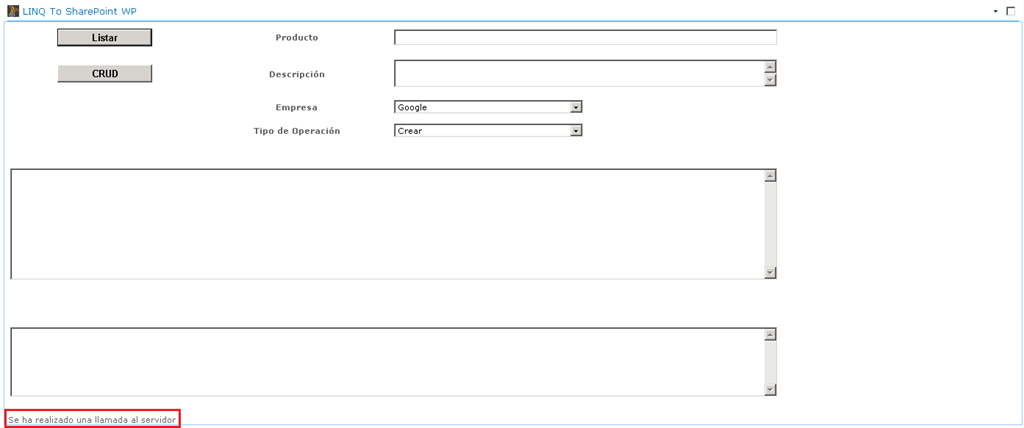 LINQ To SharePoint WP
Listar
Producto
CRUD
Descripción
Empresa
Google
Tipo de Operación
Crear
Se ha realizado una llamada al servidor